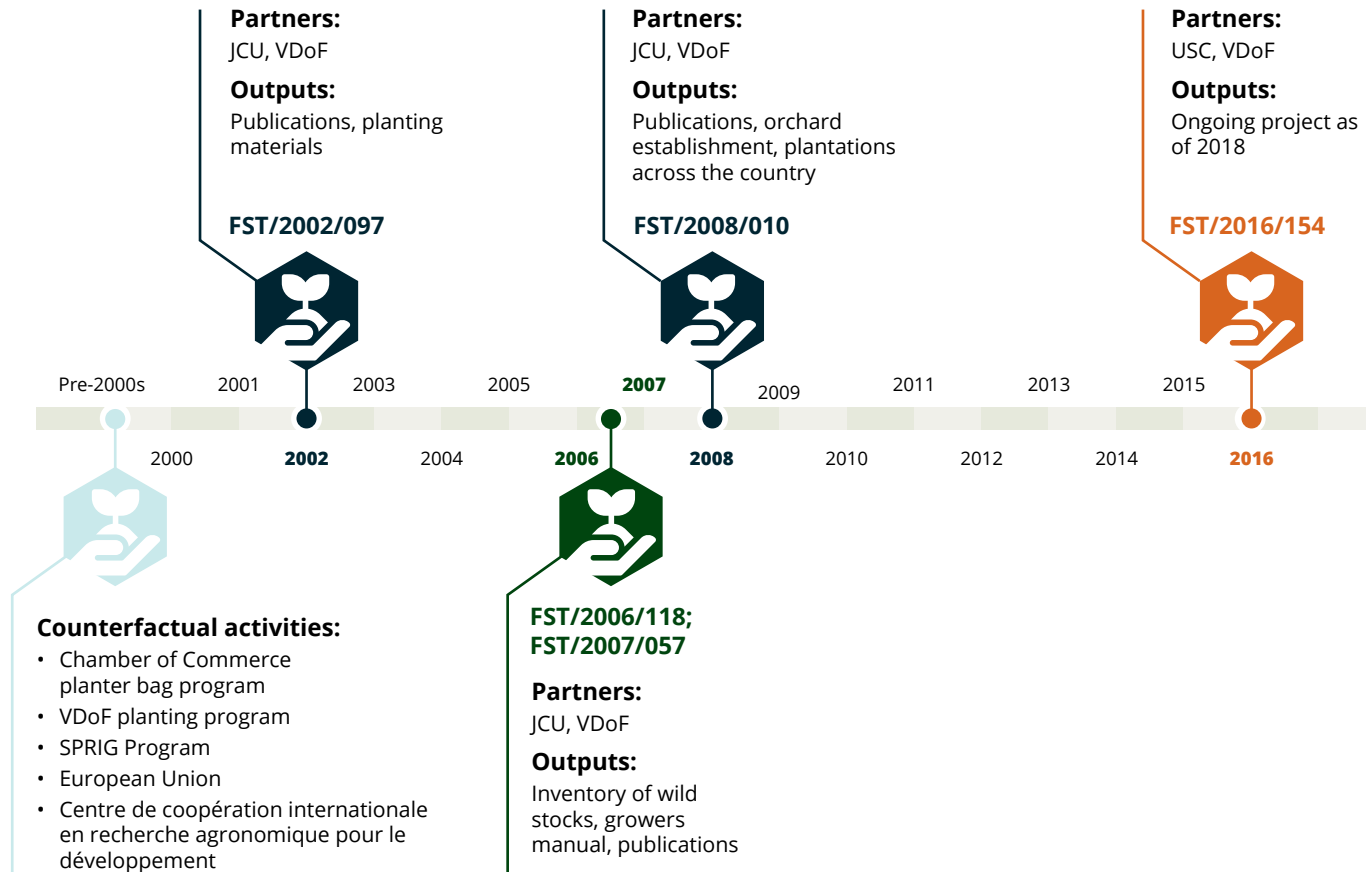 Partners:
JCU, VDoF
Outputs:
Publications, planting
materials
FST/2002/097
Partners:
JCU, VDoF
Outputs:
Publications, orchard
establishment, plantations
across the country
FST/2008/010
Partners:
USC, VDoF
Outputs:
Ongoing project as
of 2018
FST/2016/154
Pre-2000s
2001
2003
2005
2007
2009
2011
2013
2015
2000
2002
2004
2006
2008
2010
2012
2014
2016
Counterfactual activities:
• Chamber of Commerce
planter bag program
• VDoF planting program
• SPRIG Program
• European Union
• Centre de coopération internationale
en recherche agronomique pour le
développement
FST/2006/118;
FST/2007/057
Partners:
JCU, VDoF
Outputs:
Inventory of wild
stocks, growers
manual, publications